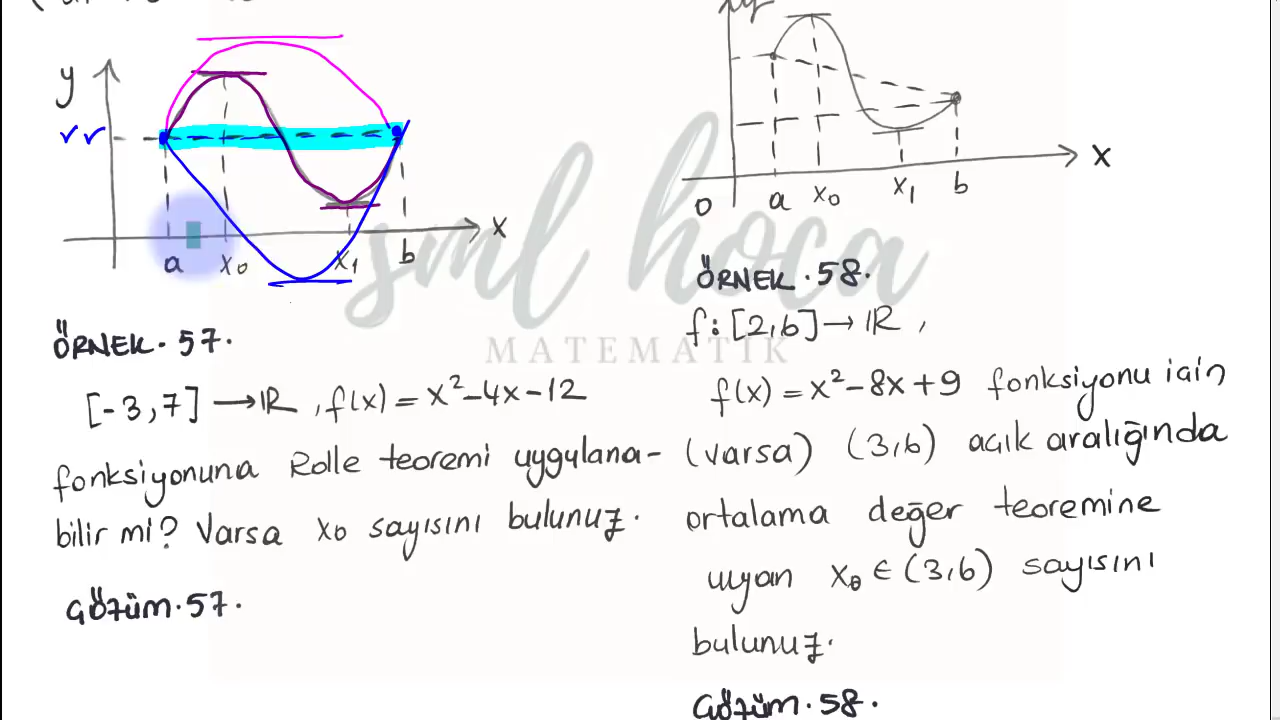 y
r r
a
x0
x1
b
x
y
0
a
x0
x1
b
x
sml hoca
MATEMATİK
ÖRNEK. 57.
[-3,7] → IR, f(x) = x²-4x-12
fonksiyonuna Rolle teoremi uygulana-
bilir mi? Varsa x0 sayısını bulunuz.
ÇÖZÜM. 57.
ÖRNEK. 58.
f: [2,6] → IR,
f(x) = x²-8x+9 fonksiyonu için
(varsa) (3,6) açık aralığında
ortalama değer teoremine
uyan x0 ∈ (3,6) sayısını
bulunuz.
ÇÖZÜM. 58.